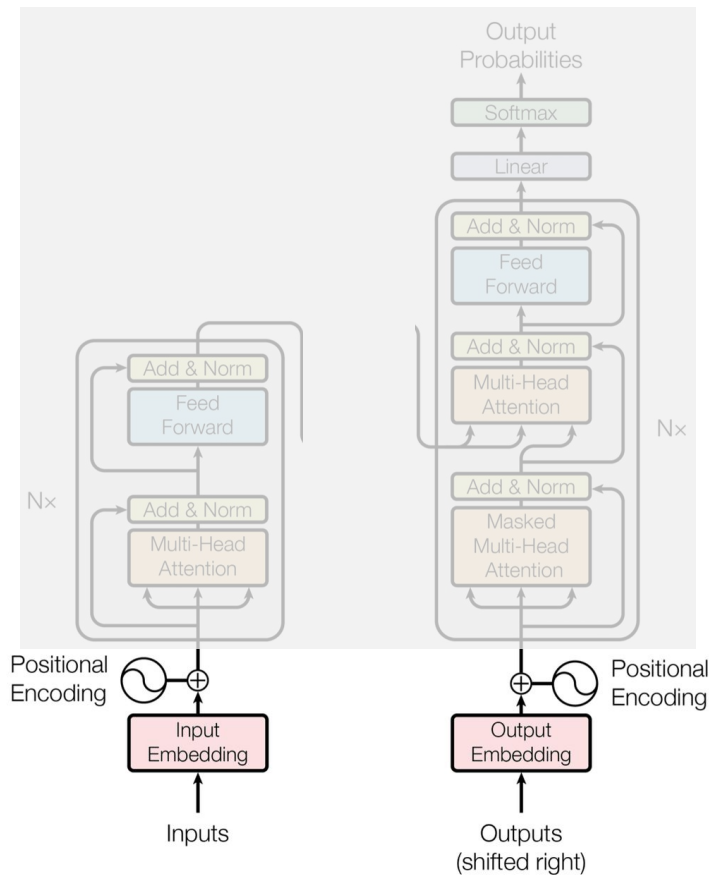 Output
Probabilities
Softmax
Linear
Add & Norm
Feed
Forward
Add & Norm
Multi-Head
Attention
Add & Norm
Masked
Multi-Head
Attention
N×
Add & Norm
Feed
Forward
Add & Norm
Multi-Head
Attention
N×
Positional
Encoding
Input
Embedding
Inputs
Positional
Encoding
Output
Embedding
Outputs
(shifted right)